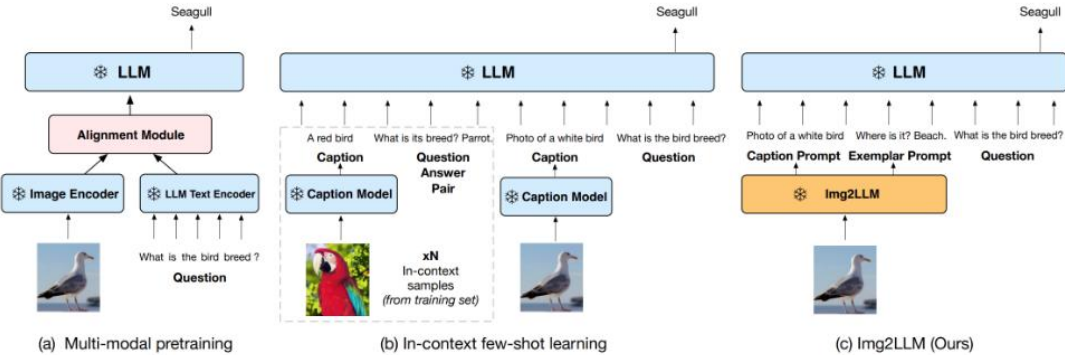 Seagull
LLM
Alignment Module
Image Encoder
LLM Text Encoder
What is the bird breed ?
Question
(a) Multi-modal pretraining
Seagull
LLM
A red bird
What is its breed? Parrot.
Photo of a white bird
What is the bird breed?
Caption
Question
Answer
Pair
Caption
Question
Caption Model
Caption Model
xN
In-context
samples
(from training set)
(b) In-context few-shot learning
Seagull
LLM
Photo of a white bird
Where is it? Beach.
What is the bird breed?
Caption Prompt
Exemplar Prompt
Question
Img2LLM
(c) Img2LLM (Ours)